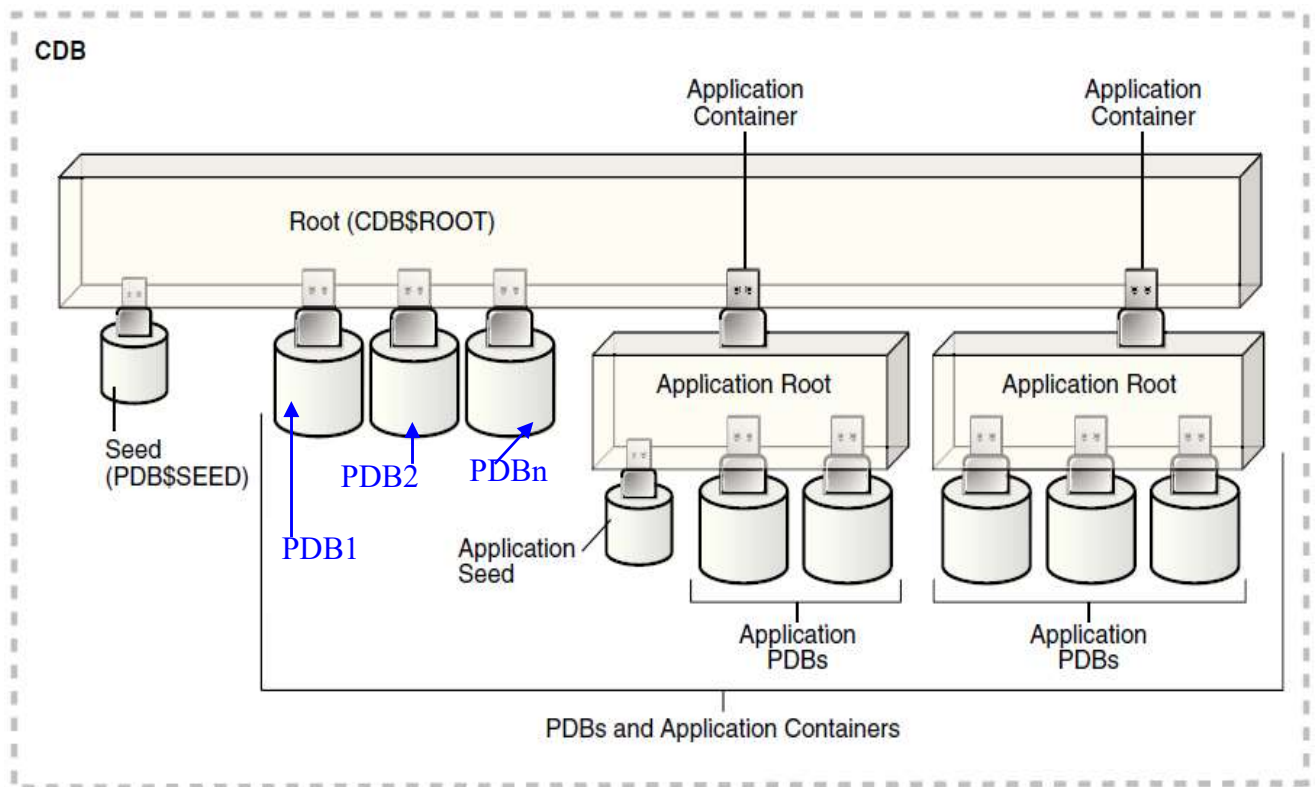 CDB
Application
Container
Application
Container
Root (CDB$ROOT)
Application Root
Application Root
Seed
(PDB$SEED)
PDB1
PDB2
PDBn
Application
Seed
Application
PDBs
Application
PDBs
PDBs and Application Containers